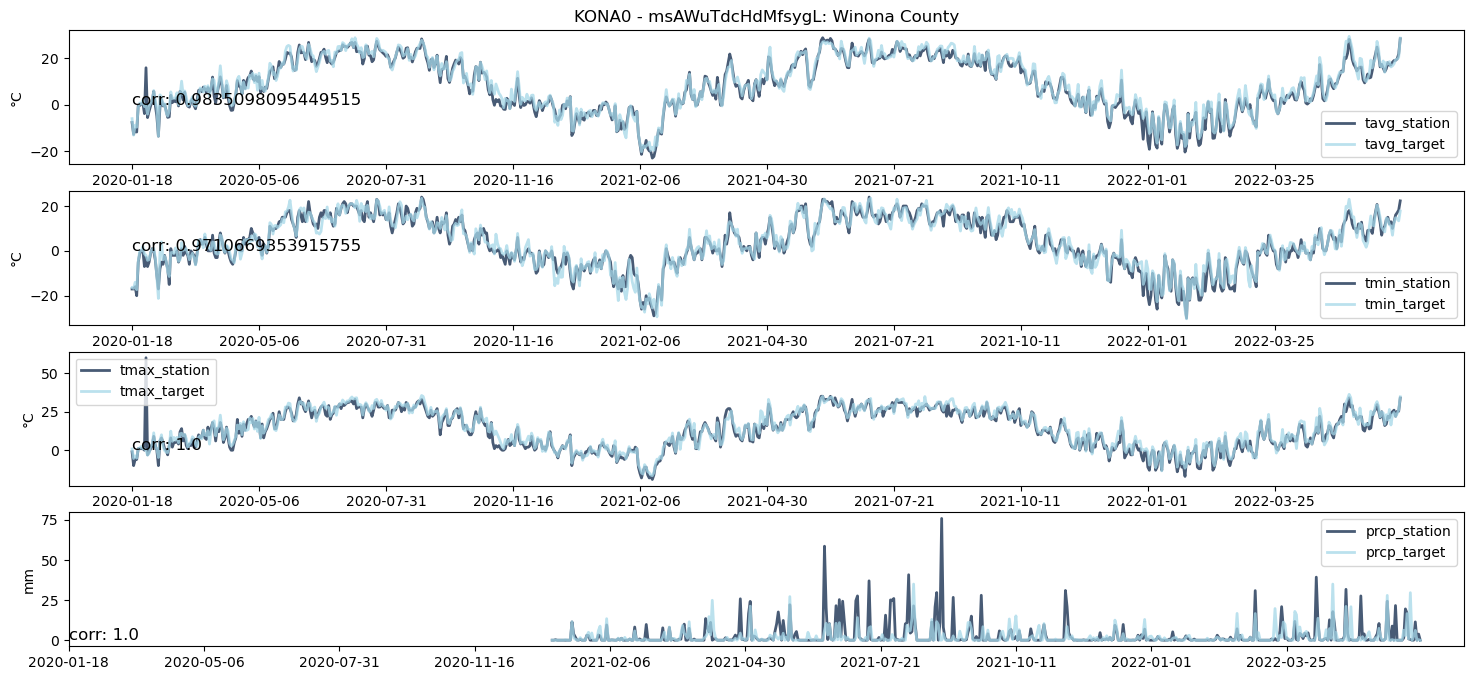 KONA0 - msAWuTdcHdMfsygL: Winona County
20
0
−20
°C
corr: 0.9835098095449515
tavg_station
tavg_target
2020-01-18 2020-05-06 2020-07-31 2020-11-16 2021-02-06 2021-04-30 2021-07-21 2021-10-11 2022-01-01 2022-03-25
20
0
−20
°C
corr: 0.9710669353915755
tmin_station
tmin_target
2020-01-18 2020-05-06 2020-07-31 2020-11-16 2021-02-06 2021-04-30 2021-07-21 2021-10-11 2022-01-01 2022-03-25
50
25
0
°C
tmax_station
tmax_target
corr: 1.0
2020-01-18 2020-05-06 2020-07-31 2020-11-16 2021-02-06 2021-04-30 2021-07-21 2021-10-11 2022-01-01 2022-03-25
75
50
25
0
mm
prcp_station
prcp_target
corr: 1.0
2020-01-18 2020-05-06 2020-07-31 2020-11-16 2021-02-06 2021-04-30 2021-07-21 2021-10-11 2022-01-01 2022-03-25